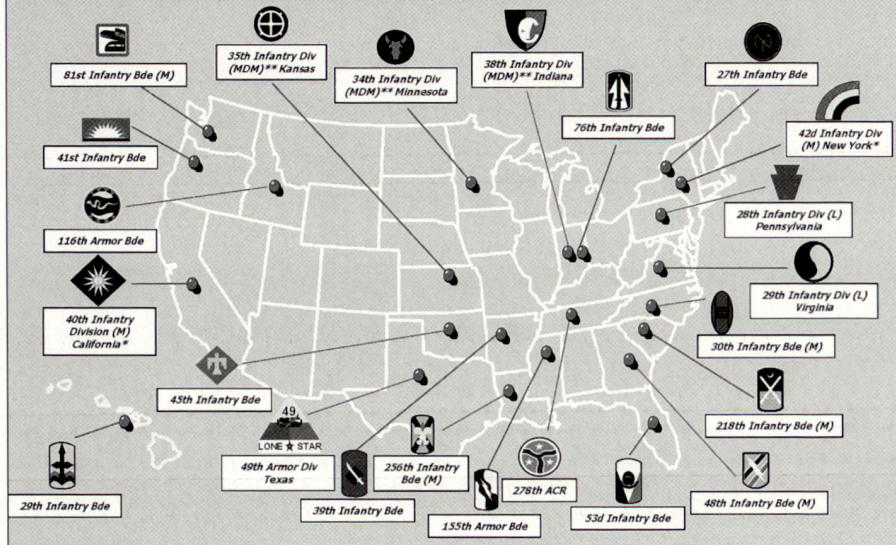 81st Infantry Bde (M)
35th Infantry Div
(MDM)** Kansas
34th Infantry Div
(MDM)** Minnesota
38th Infantry Div
(MDM)** Indiana
27th Infantry Bde
76th Infantry Bde
42d Infantry Div
(M) New York*
41st Infantry Bde
28th Infantry Div (L)
Pennsylvania
116th Armor Bde
29th Infantry Div (L)
Virginia
40th Infantry
Division (M)
California*
30th Infantry Bde (M)
45th Infantry Bde
218th Infantry Bde (M)
49
LONE ★ STAR
49th Armor Div
Texas
256th Infantry
Bde (M)
278th ACR
29th Infantry Bde
39th Infantry Bde
155th Armor Bde
53d Infantry Bde
48th Infantry Bde (M)